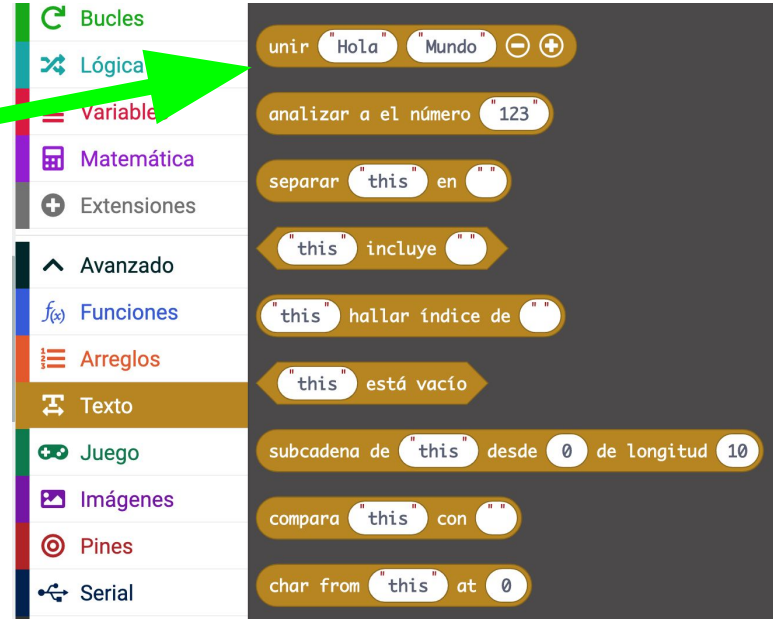 Bucles
Lógica
Variables
Matemática
Extensiones
Avanzado
f(x) Funciones
Arreglos
Texto
Juego
Imágenes
Pines
Serial
unir "Hola" "Mundo"
analizar a el número "123"
separar "this" en " "
"this" incluye " "
"this" hallar índice de " "
"this" está vacío
subcadena de "this" desde 0 de longitud 10
compara "this" con " "
char from "this" at 0